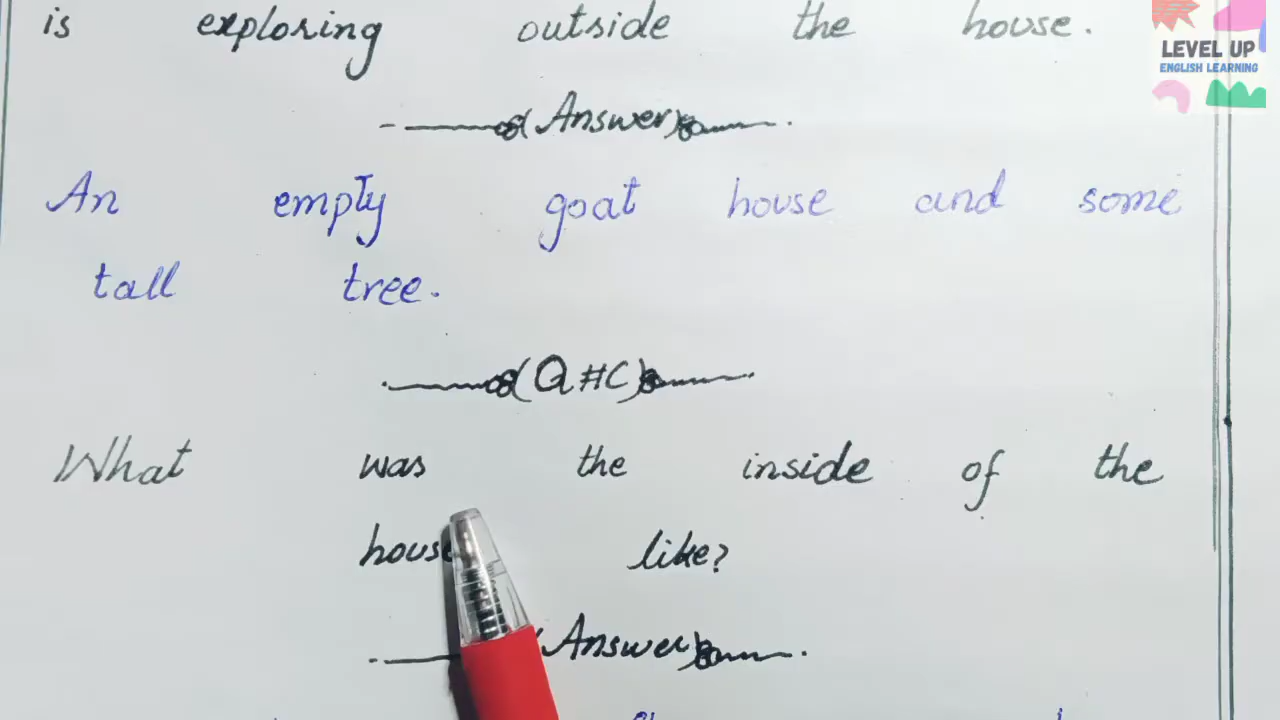 is exploring outside the house.
LEVEL UP
ENGLISH LEARNING
(Answer)
An empty goat house and some
tall tree.
(Q#C)
What was the inside of the
house like?
(Answer)